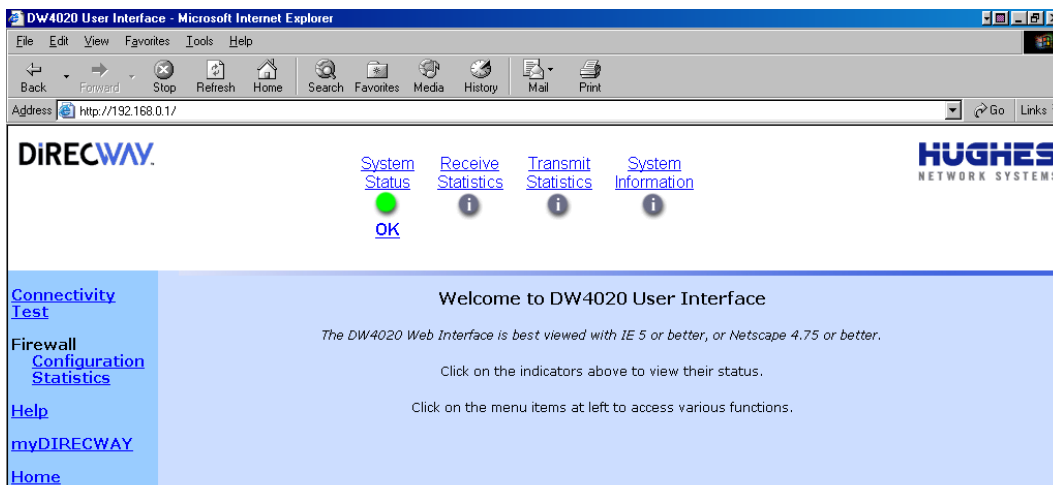 DW4020 User Interface - Microsoft Internet Explorer
File Edit View Favorites Tools Help
Back Forward Stop Refresh Home Search Favorites Media History Mail Print
Address http://192.168.0.1/ Go Links
DiRECWAY.
System Status
OK
Receive Statistics
Transmit Statistics
System Information
i
i
i
HUGHES
NETWORK SYSTEMS
Connectivity
Test
Firewall
Configuration
Statistics
Help
myDIRECWAY
Home
Welcome to DW4020 User Interface
The DW4020 Web Interface is best viewed with IE 5 or better, or Netscape 4.75 or better.
Click on the indicators above to view their status.
Click on the menu items at left to access various functions.